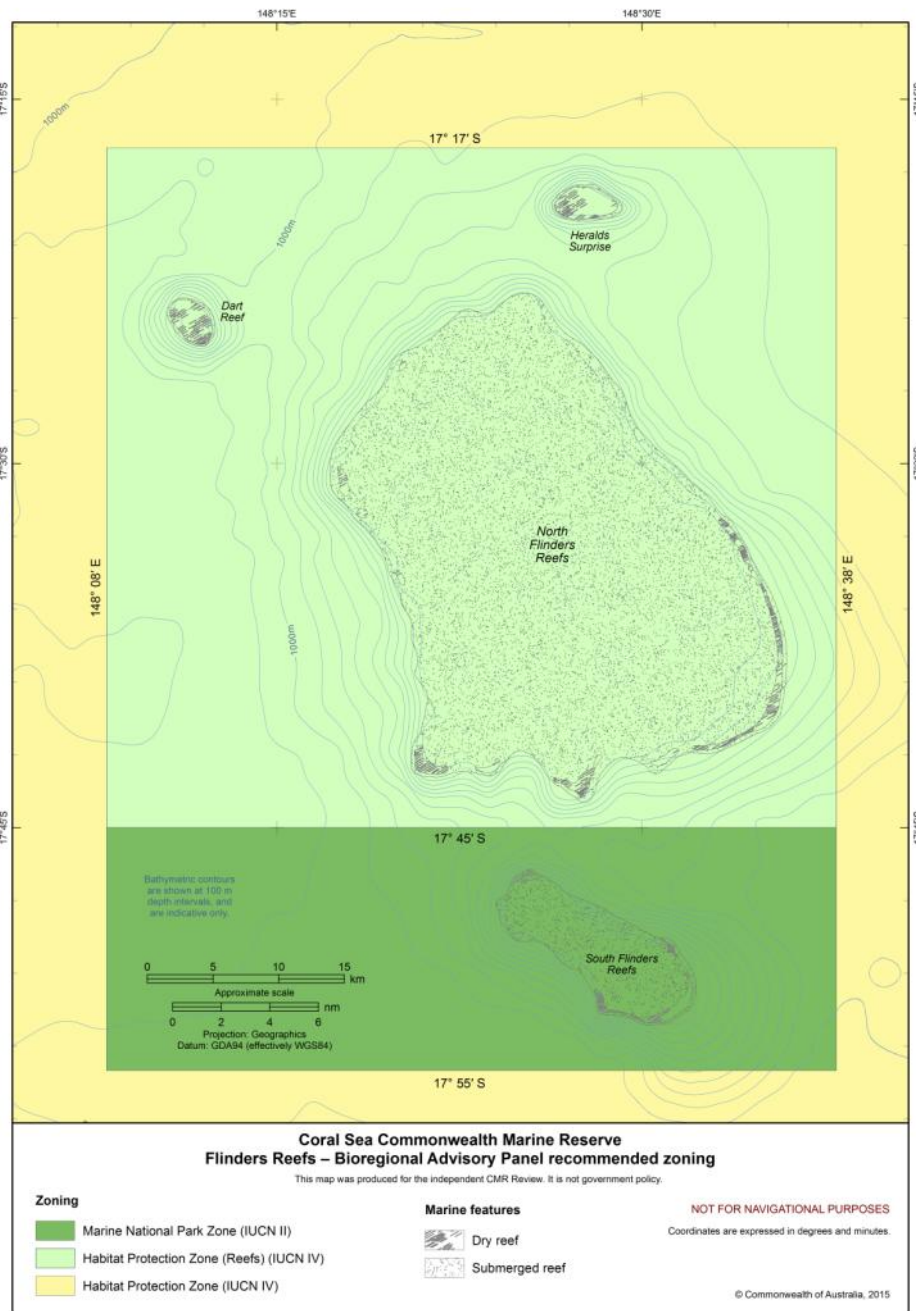 148°15'E
148°30'E
17°15'S
17°15'S
1000m
17° 17' S
1000m
Heralds
Surprise
Dart
Reef
17°30'S
North
Flinders
Reefs
148° 08' E
148° 38' E
1000m
17°45'S
17° 45' S
Bathymetric contours
are shown at 100 m
depth intervals, and
are indicative only.
South Flinders
Reefs
0 5 10 15
km
Approximate scale
nm
0 2 4 6
Projection: Geographics
Datum: GDA94 (effectively WGS84)
17° 55' S
Coral Sea Commonwealth Marine Reserve
Flinders Reefs – Bioregional Advisory Panel recommended zoning
This map was produced for the independent CMR Review. It is not government policy.
Zoning
Marine National Park Zone (IUCN II)
Habitat Protection Zone (Reefs) (IUCN IV)
Habitat Protection Zone (IUCN IV)
Marine features
Dry reef
Submerged reef
NOT FOR NAVIGATIONAL PURPOSES
Coordinates are expressed in degrees and minutes.
© Commonwealth of Australia, 2015